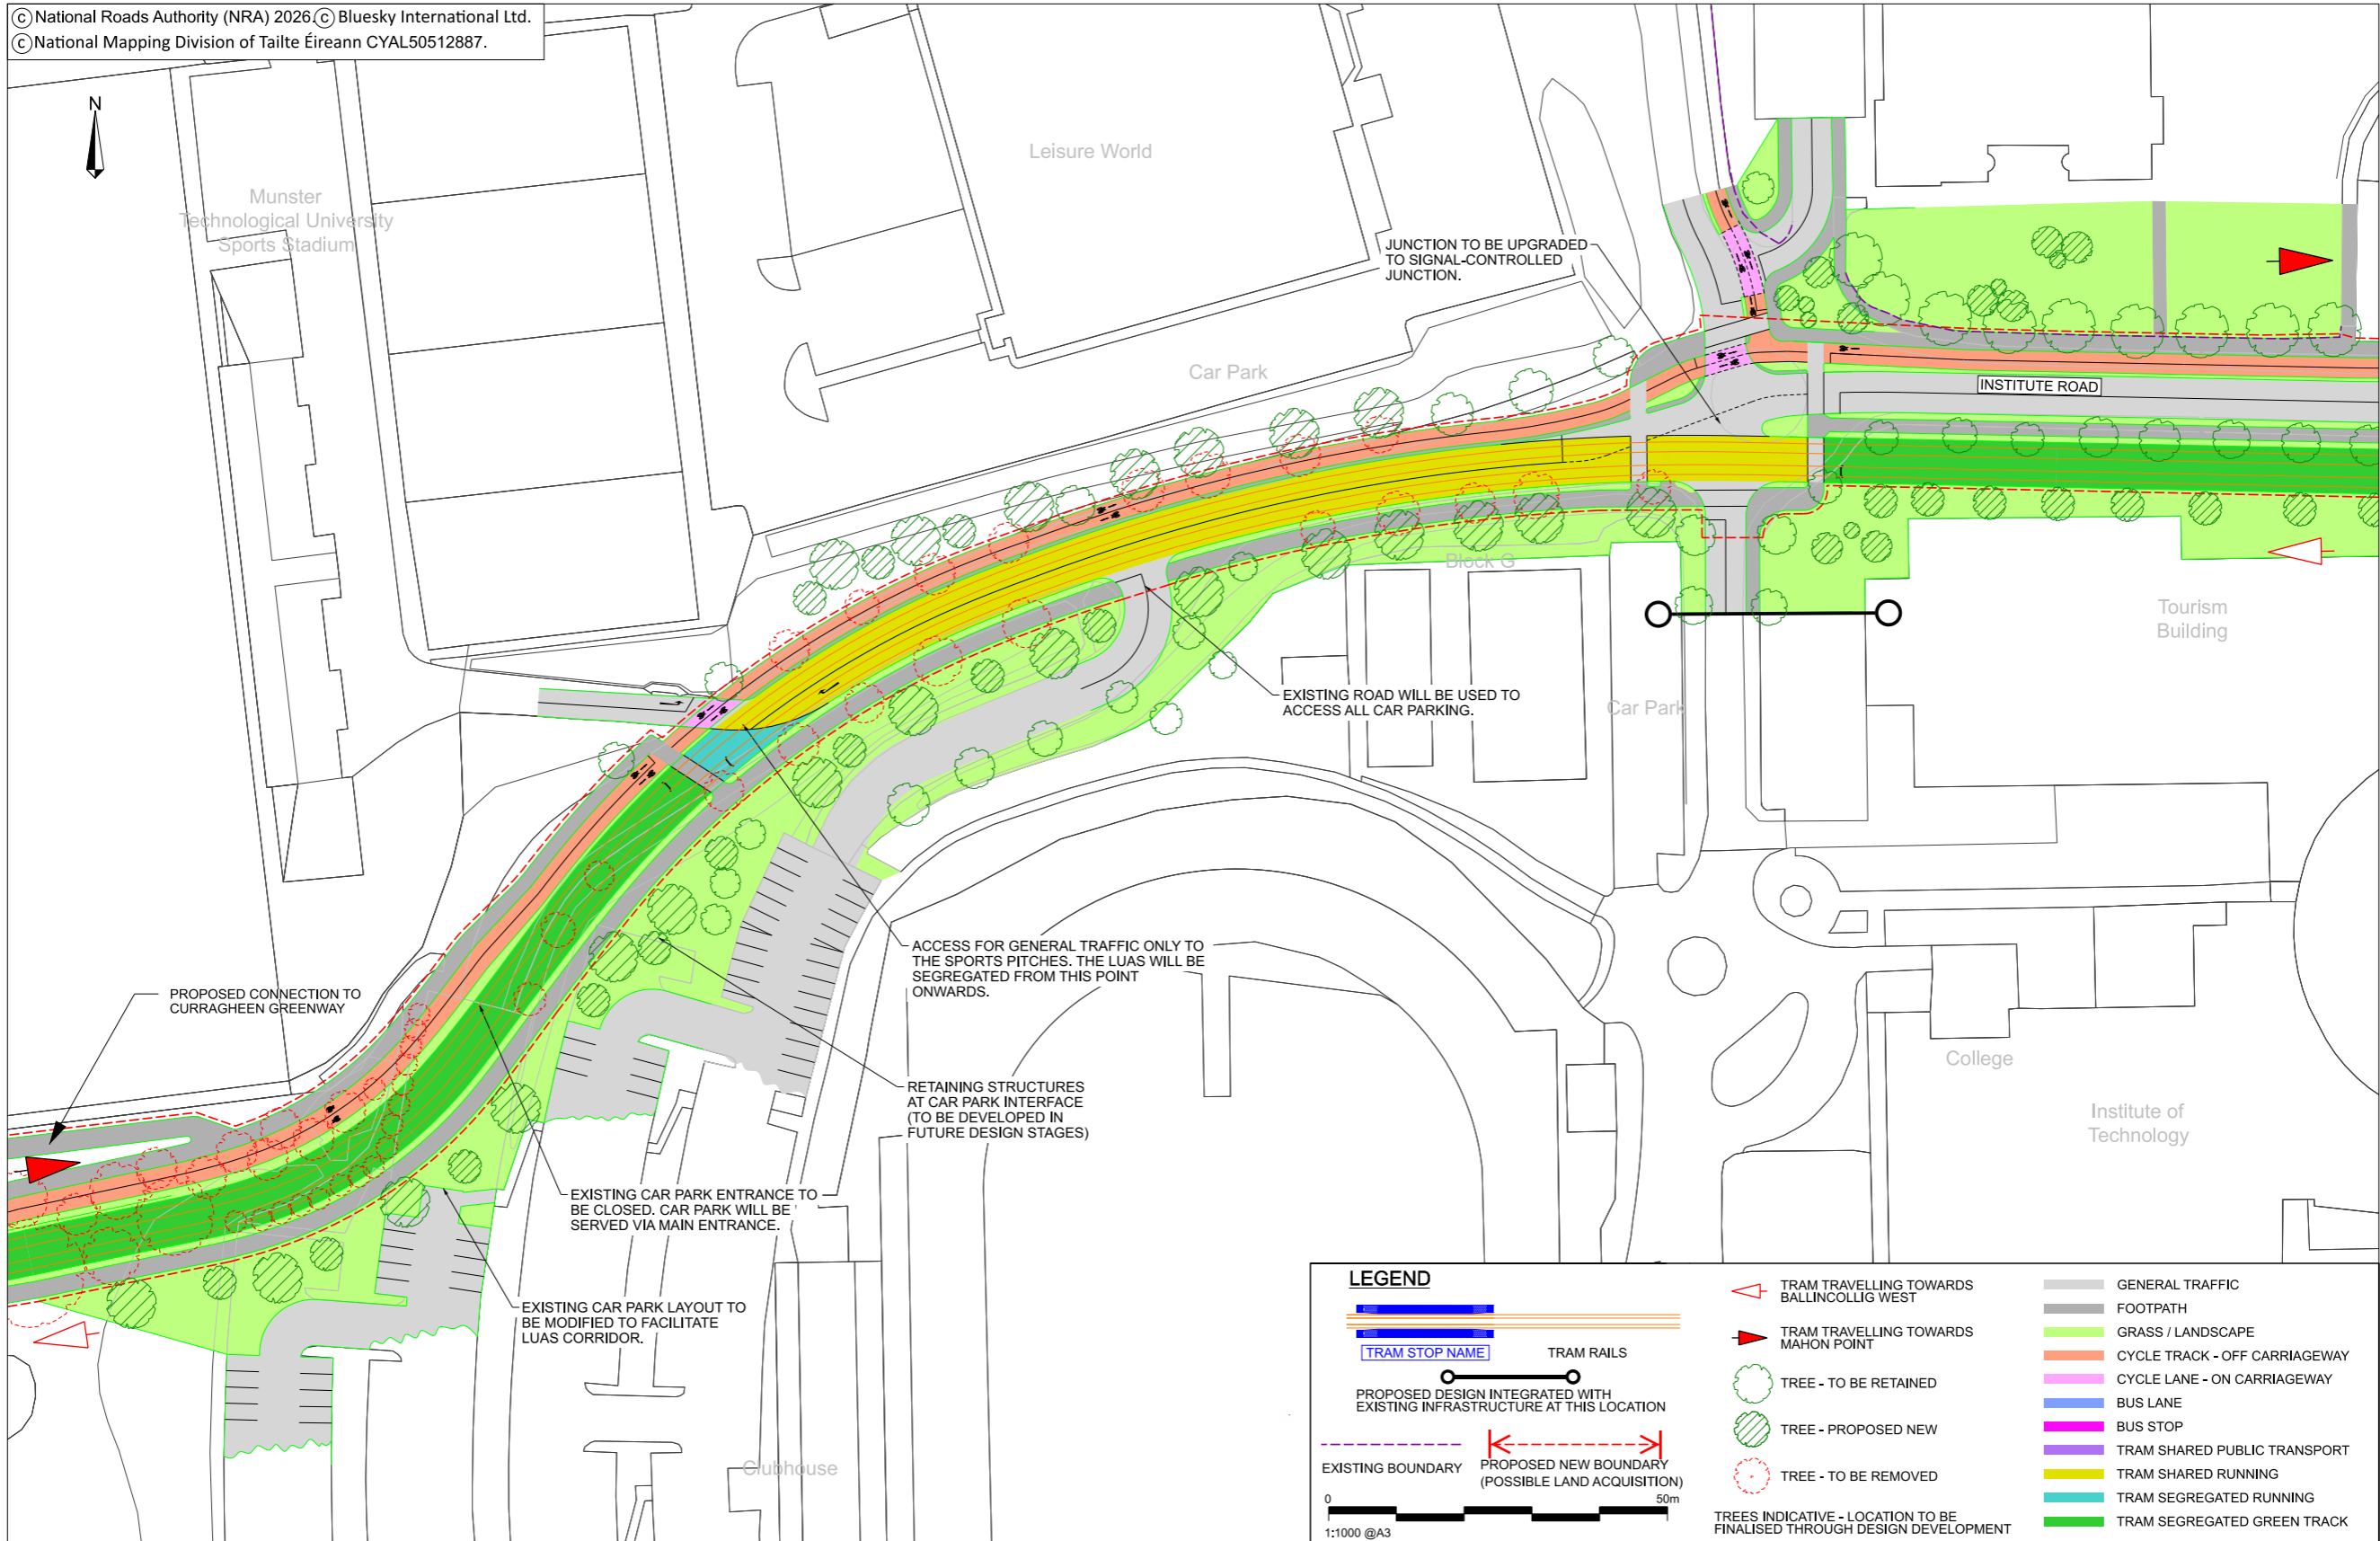 © National Roads Authority (NRA) 2026. © Bluesky International Ltd.
© National Mapping Division of Tailte Éireann CYAL50512887.
N
Munster
Technological University
Sports Stadium
Leisure World
Car Park
JUNCTION TO BE UPGRADED
TO SIGNAL-CONTROLLED
JUNCTION.
INSTITUTE ROAD
Block G
Tourism
Building
EXISTING ROAD WILL BE USED TO
ACCESS ALL CAR PARKING.
Car Park
ACCESS FOR GENERAL TRAFFIC ONLY TO
THE SPORTS PITCHES. THE LUAS WILL BE
SEGREGATED FROM THIS POINT
ONWARDS.
PROPOSED CONNECTION TO
CURRAGHEEN GREENWAY
College
RETAINING STRUCTURES
AT CAR PARK INTERFACE
(TO BE DEVELOPED IN
FUTURE DESIGN STAGES)
Institute of
Technology
EXISTING CAR PARK ENTRANCE TO
BE CLOSED. CAR PARK WILL BE
SERVED VIA MAIN ENTRANCE.
EXISTING CAR PARK LAYOUT TO
BE MODIFIED TO FACILITATE
LUAS CORRIDOR.
Clubhouse
LEGEND
TRAM STOP NAME
TRAM RAILS
PROPOSED DESIGN INTEGRATED WITH
EXISTING INFRASTRUCTURE AT THIS LOCATION
EXISTING BOUNDARY
PROPOSED NEW BOUNDARY
(POSSIBLE LAND ACQUISITION)
0 50m
1:1000 @A3
TRAM TRAVELLING TOWARDS
BALLINCOLLIG WEST
TRAM TRAVELLING TOWARDS
MAHON POINT
TREE - TO BE RETAINED
TREE - PROPOSED NEW
TREE - TO BE REMOVED
TREES INDICATIVE - LOCATION TO BE
FINALISED THROUGH DESIGN DEVELOPMENT
GENERAL TRAFFIC
FOOTPATH
GRASS / LANDSCAPE
CYCLE TRACK - OFF CARRIAGEWAY
CYCLE LANE - ON CARRIAGEWAY
BUS LANE
BUS STOP
TRAM SHARED PUBLIC TRANSPORT
TRAM SHARED RUNNING
TRAM SEGREGATED RUNNING
TRAM SEGREGATED GREEN TRACK